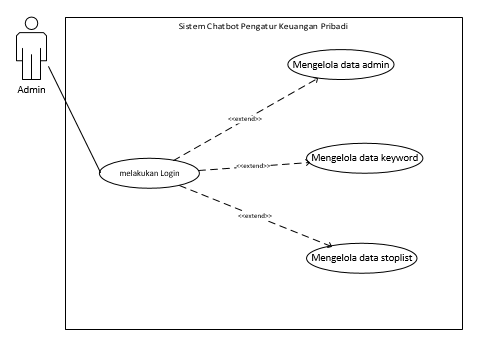 Sistem Chatbot Pengatur Keuangan Pribadi
Admin
Mengelola data admin
<<extend>>
Mengelola data keyword
<<extend>>
melakukan Login
<<extend>>
Mengelola data stoplist